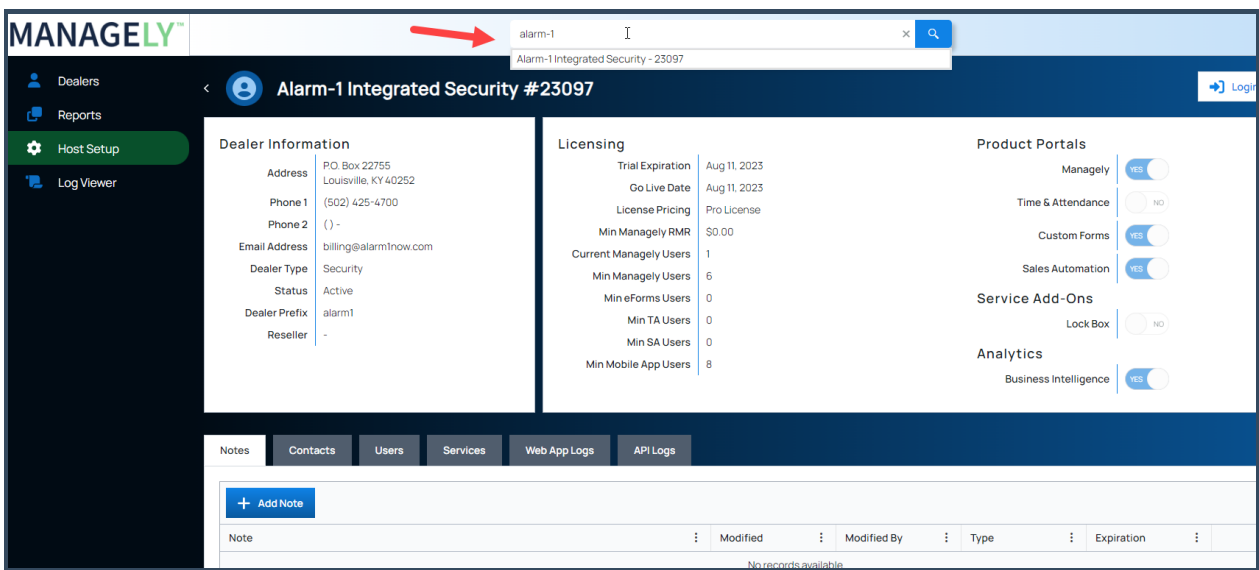 MANAGELY™
alarm-1
Alarm-1 Integrated Security - 23097
Dealers
Reports
Host Setup
Log Viewer
Alarm-1 Integrated Security #23097
Login
Dealer Information
Address P.O. Box 22755
Louisville, KY 40252
Phone 1 (502) 425-4700
Phone 2 ( ) -
Email Address billing@alarm1now.com
Dealer Type Security
Status Active
Dealer Prefix alarm1
Reseller -
Licensing
Trial Expiration Aug 11, 2023
Go Live Date Aug 11, 2023
License Pricing Pro License
Min Managely RMR $0.00
Current Managely Users 1
Min Managely Users 6
Min eForms Users 0
Min TA Users 0
Min SA Users 0
Min Mobile App Users 8
Product Portals
Managely YES
Time & Attendance NO
Custom Forms YES
Sales Automation YES
Service Add-Ons
Lock Box NO
Analytics
Business Intelligence YES
Notes Contacts Users Services Web App Logs API Logs
+ Add Note
Note Modified Modified By Type Expiration
No records available